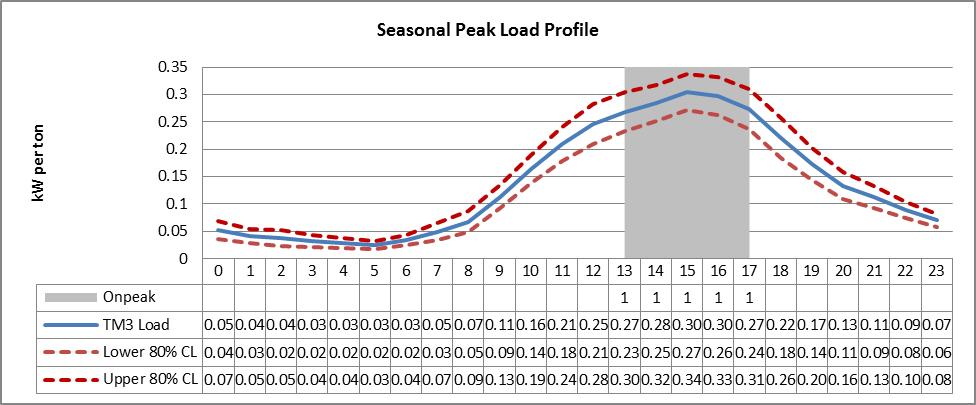 Seasonal Peak Load Profile
kW per ton
0.35
0.3
0.25
0.2
0.15
0.1
0.05
0
0 1 2 3 4 5 6 7 8 9 10 11 12 13 14 15 16 17 18 19 20 21 22 23
Onpeak 1 1 1 1 1
TM3 Load 0.05 0.04 0.04 0.03 0.03 0.03 0.03 0.05 0.07 0.11 0.16 0.21 0.25 0.27 0.28 0.30 0.30 0.27 0.22 0.17 0.13 0.11 0.09 0.07
Lower 80% CL 0.04 0.03 0.02 0.02 0.02 0.02 0.02 0.03 0.05 0.09 0.14 0.18 0.21 0.23 0.25 0.27 0.26 0.24 0.18 0.14 0.11 0.09 0.08 0.06
Upper 80% CL 0.07 0.05 0.05 0.04 0.04 0.03 0.04 0.07 0.09 0.13 0.19 0.24 0.28 0.30 0.32 0.34 0.33 0.31 0.26 0.20 0.16 0.13 0.10 0.08